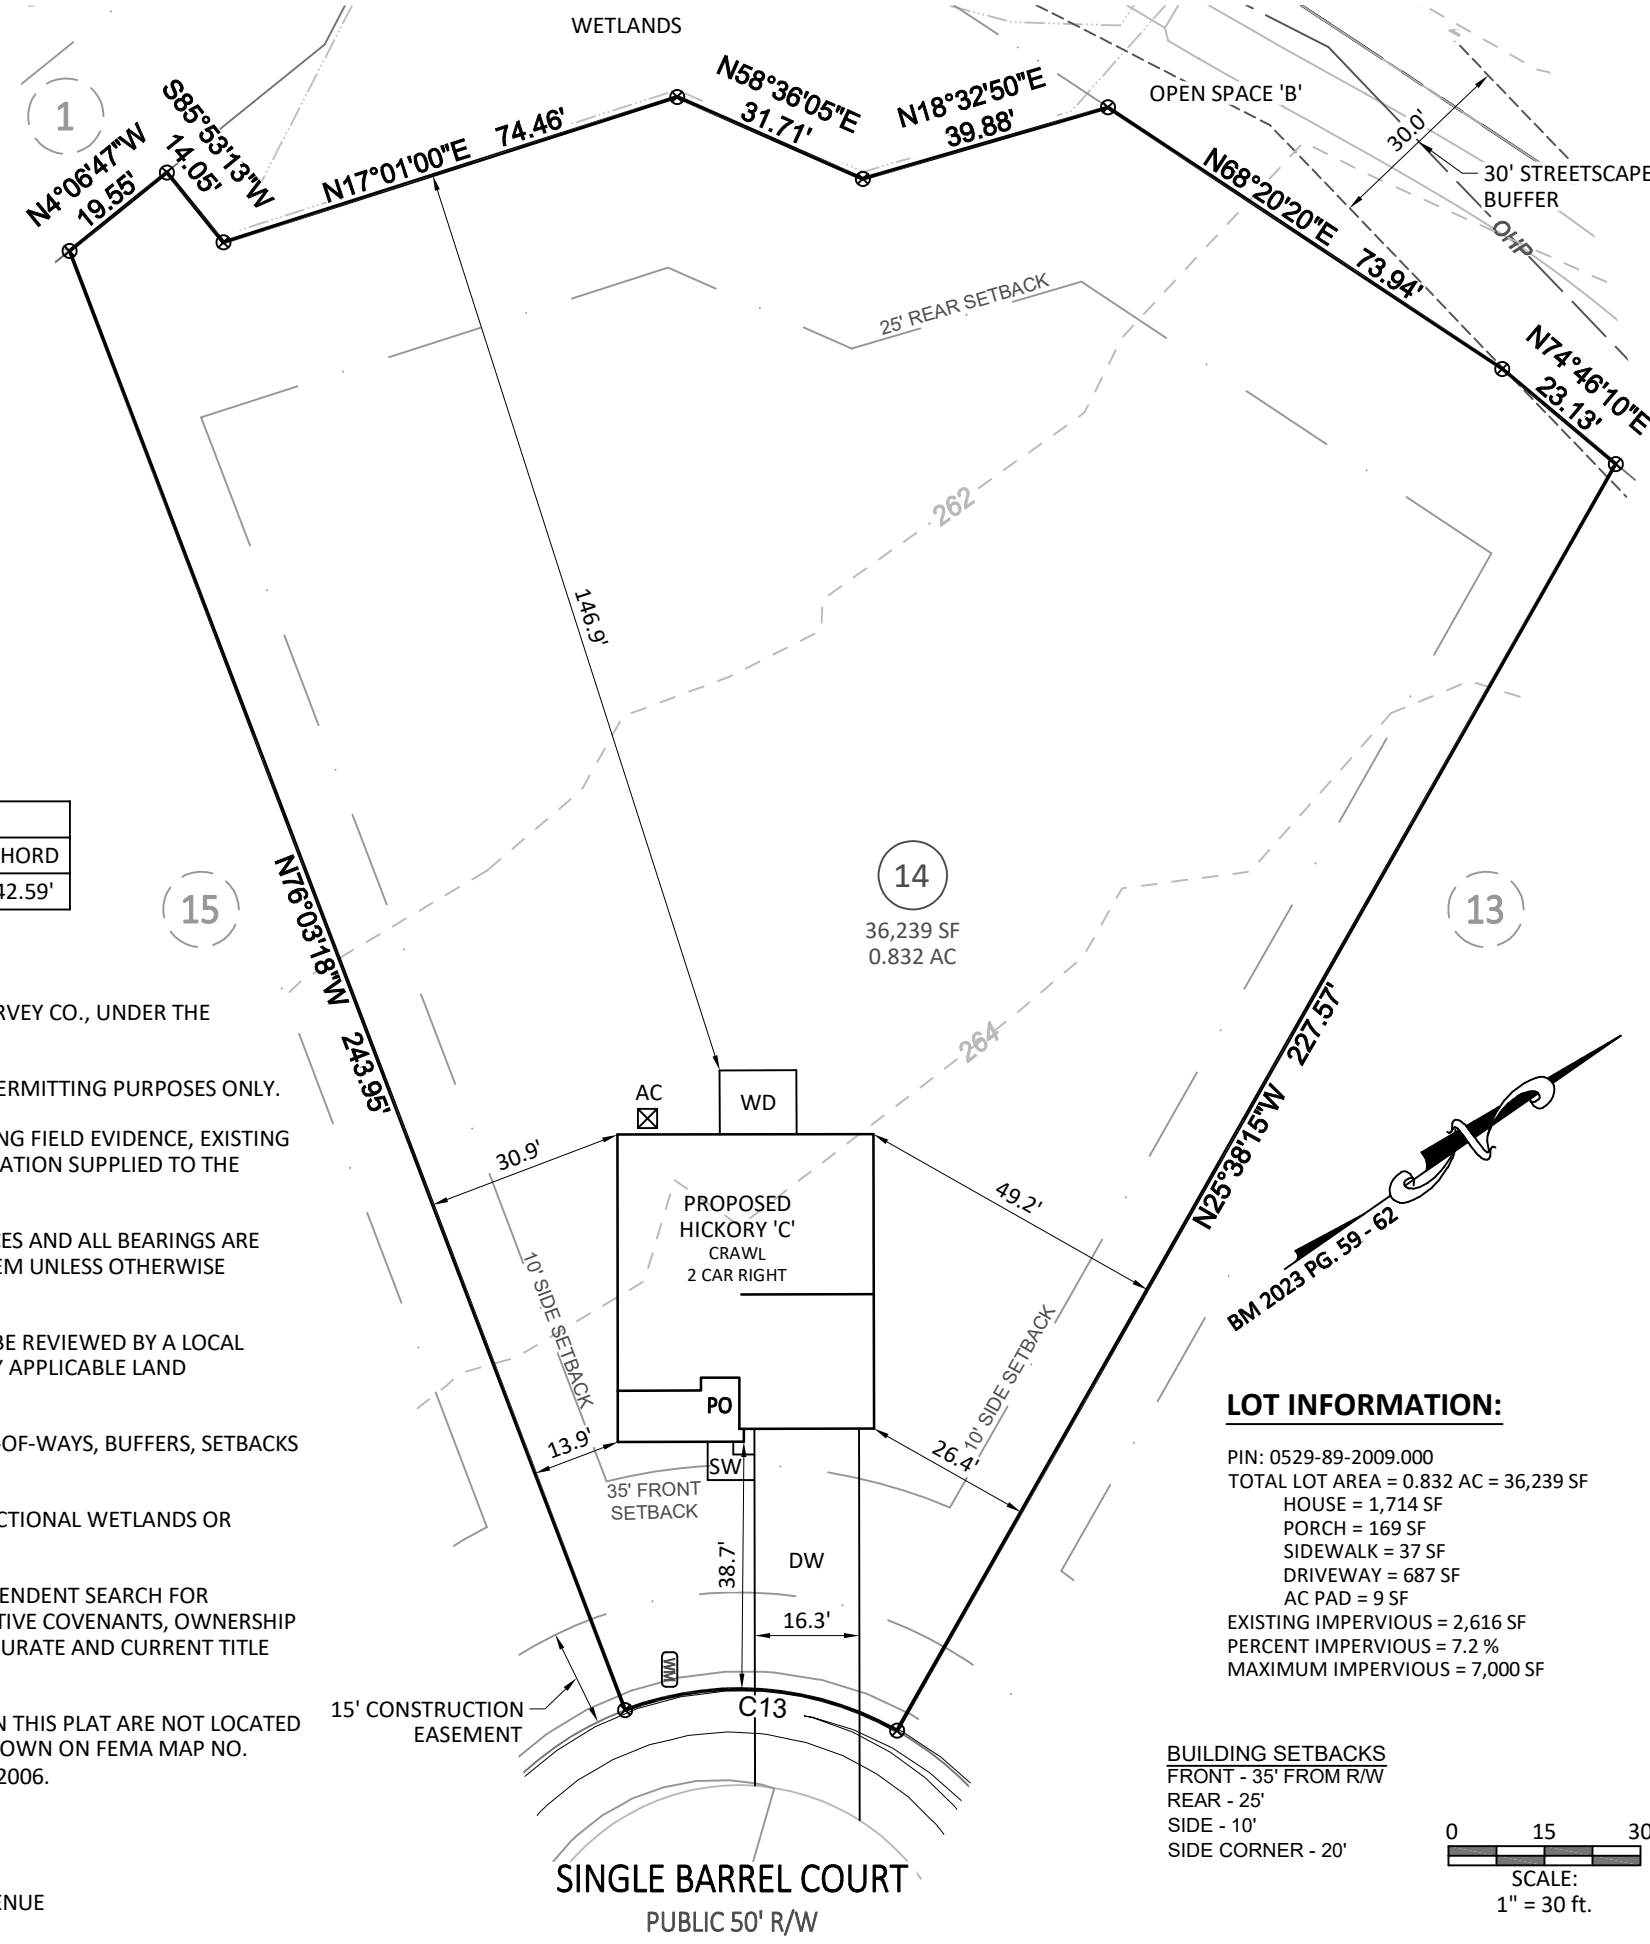 WETLANDS
1
N4°06'47"W
19.55'
S85°53'13"W
14.05'
N17°01'00"E 74.46'
N58°36'05"E
31.71'
N18°32'50"E
39.88'
OPEN SPACE 'B'
30.0'
30' STREETSCAPE
BUFFER
OHP
N68°20'20"E 73.94'
N74°46'10"E
23.13'
25' REAR SETBACK
262
146.9'
14
36,239 SF
0.832 AC
15
13
HORD
42.59'
N76°03'18"W 243.95'
N25°38'15"W 227.57'
264
RVEY CO., UNDER THE
ERMITTING PURPOSES ONLY.
NG FIELD EVIDENCE, EXISTING
ATION SUPPLIED TO THE
CES AND ALL BEARINGS ARE
EM UNLESS OTHERWISE
BE REVIEWED BY A LOCAL
Y APPLICABLE LAND
-OF-WAYS, BUFFERS, SETBACKS
CTIONAL WETLANDS OR
ENDENT SEARCH FOR
TIVE COVENANTS, OWNERSHIP
URATE AND CURRENT TITLE
N THIS PLAT ARE NOT LOCATED
OWN ON FEMA MAP NO.
2006.
ENUE
AC
WD
30.9'
49.2'
PROPOSED
HICKORY 'C'
CRAWL
2 CAR RIGHT
10' SIDE SETBACK
10' SIDE SETBACK
PO
13.9'
26.4'
SW
35' FRONT
SETBACK
38.7'
DW
16.3'
WM
15' CONSTRUCTION
EASEMENT
C13
SINGLE BARREL COURT
PUBLIC 50' R/W
N
BM 2023 PG. 59 - 62
LOT INFORMATION:
PIN: 0529-89-2009.000
TOTAL LOT AREA = 0.832 AC = 36,239 SF
HOUSE = 1,714 SF
PORCH = 169 SF
SIDEWALK = 37 SF
DRIVEWAY = 687 SF
AC PAD = 9 SF
EXISTING IMPERVIOUS = 2,616 SF
PERCENT IMPERVIOUS = 7.2 %
MAXIMUM IMPERVIOUS = 7,000 SF
BUILDING SETBACKS
FRONT - 35' FROM R/W
REAR - 25'
SIDE - 10'
SIDE CORNER - 20'
0 15 30
SCALE:
1" = 30 ft.